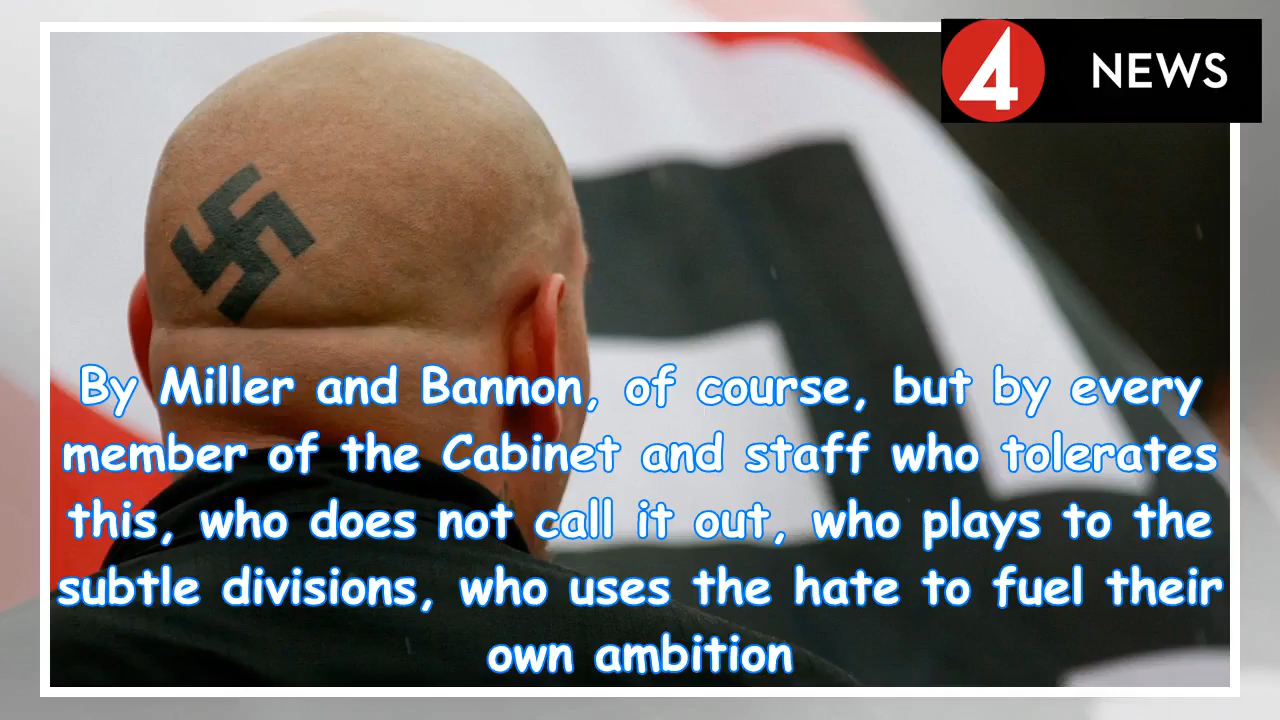 4 NEWS
By Miller and Bannon, of course, but by every
member of the Cabinet and staff who tolerates
this, who does not call it out, who plays to the
subtle divisions, who uses the hate to fuel their
own ambition